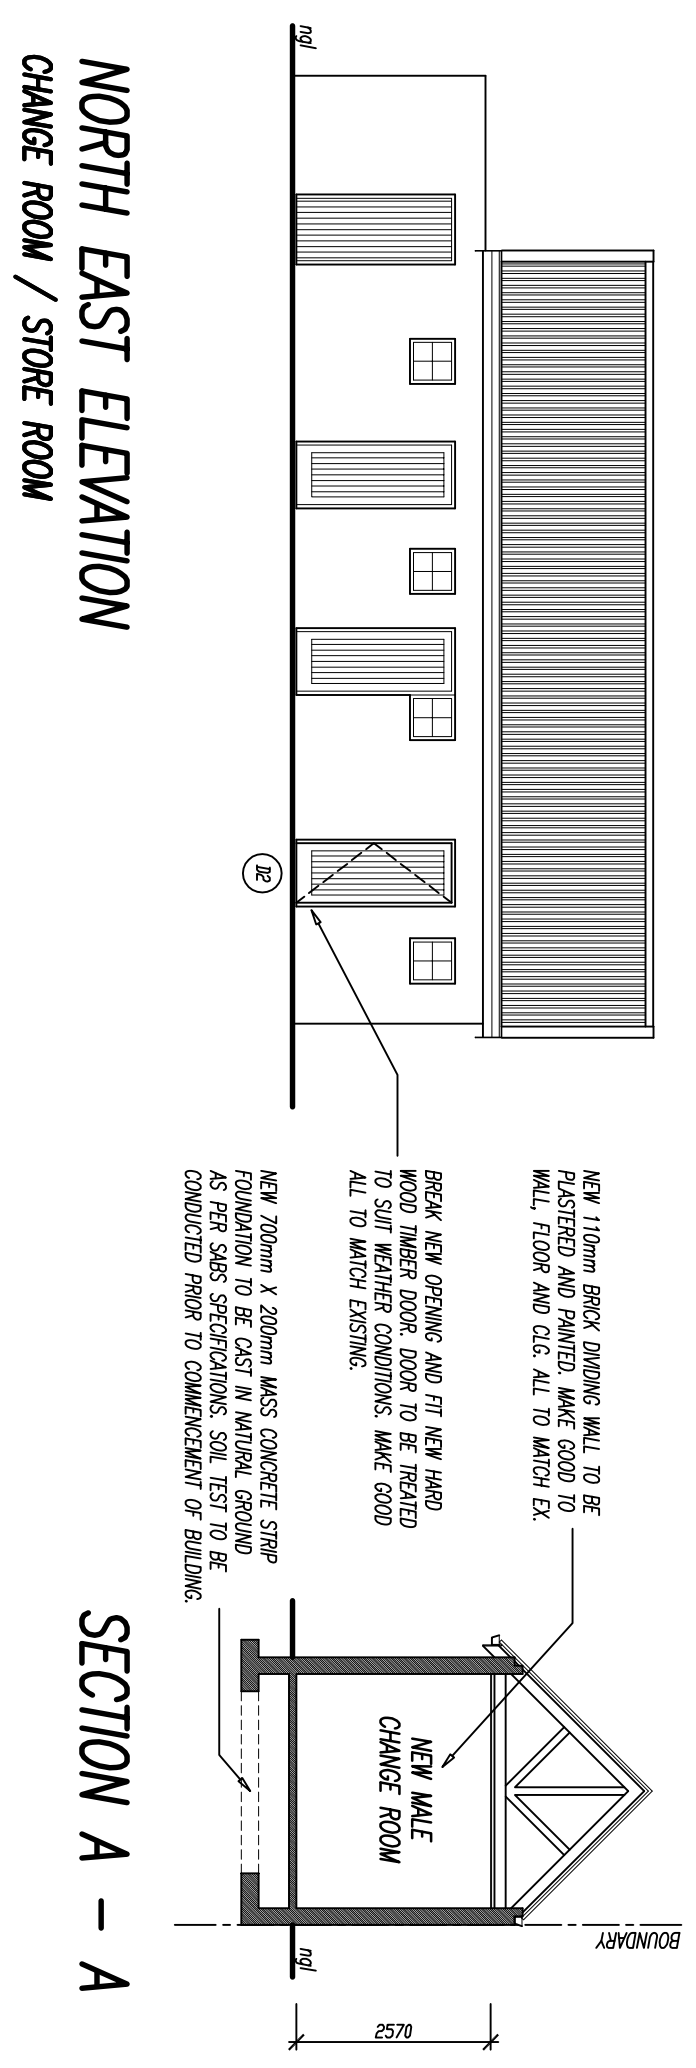 ngl
D2
NORTH EAST ELEVATION
CHANGE ROOM / STORE ROOM
NEW 110mm BRICK DIVIDING WALL TO BE
PLASTERED AND PAINTED. MAKE GOOD TO
WALL, FLOOR AND CLG. ALL TO MATCH EX.
BREAK NEW OPENING AND FIT NEW HARD
WOOD TIMBER DOOR. DOOR TO BE TREATED
TO SUIT WEATHER CONDITIONS. MAKE GOOD
ALL TO MATCH EXISTING.
NEW 700mm X 200mm MASS CONCRETE STRIP
FOUNDATION TO BE CAST IN NATURAL GROUND
AS PER SABS SPECIFICATIONS. SOIL TEST TO BE
CONDUCTED PRIOR TO COMMENCEMENT OF BUILDING.
NEW MALE
CHANGE ROOM
BOUNDARY
ngl
2570
SECTION A - A